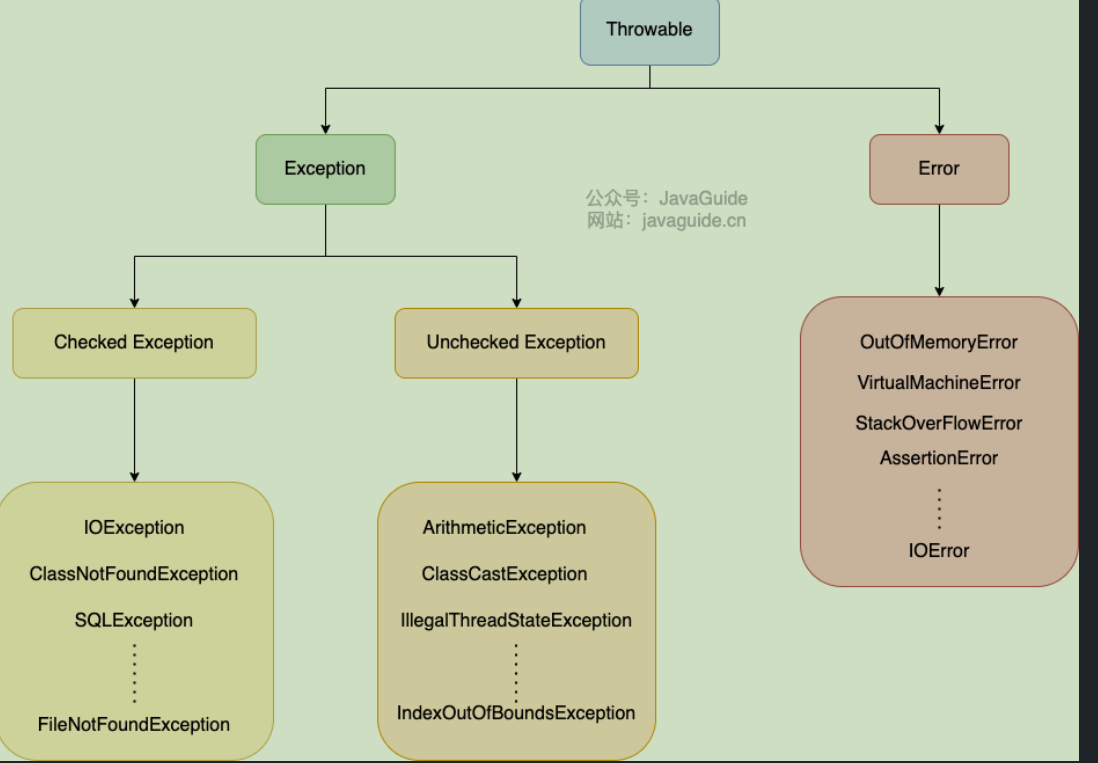 Throwable
Exception
Error
公众号：JavaGuide
网站：javaguide.cn
Checked Exception
Unchecked Exception
OutOfMemoryError
VirtualMachineError
StackOverFlowError
AssertionError
IOError
IOException
ClassNotFoundException
SQLException
FileNotFoundException
ArithmeticException
ClassCastException
IllegalThreadStateException
IndexOutOfBoundsException